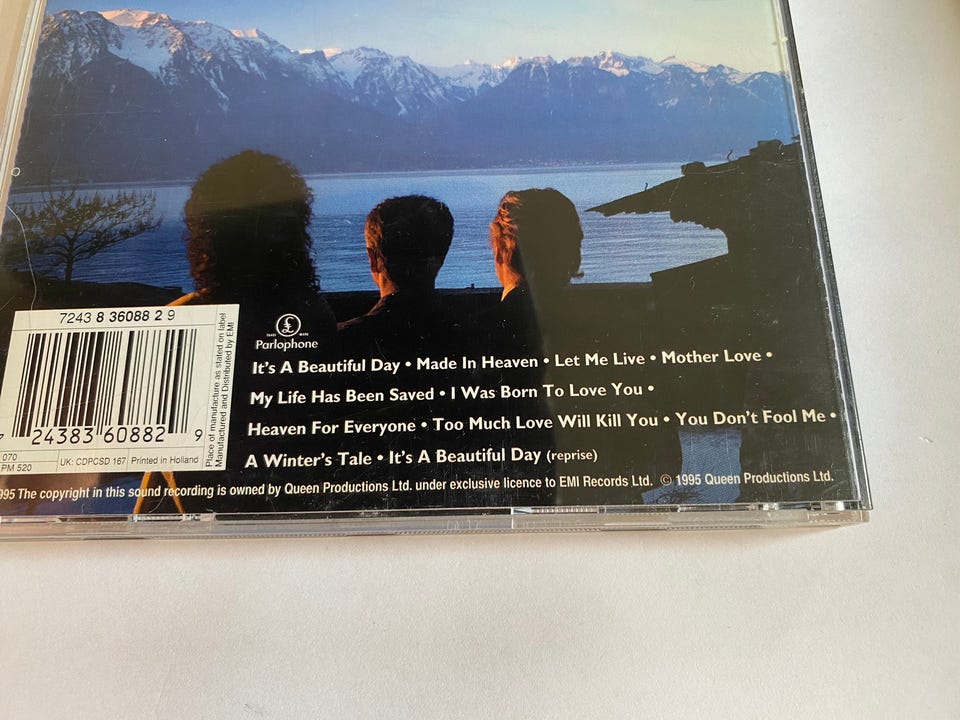 7243 8 36088 2 9
Place of manufacture as stated on label
Manufactured and Distributed by EMI
24383 60882 9
070
PM 520
UK: CDPCSD 167
Printed in Holland
£
TRADE MARK
Parlophone
It's A Beautiful Day • Made In Heaven • Let Me Live • Mother Love •
My Life Has Been Saved • I Was Born To Love You •
Heaven For Everyone • Too Much Love Will Kill You • You Don't Fool Me •
A Winter's Tale • It's A Beautiful Day (reprise)
995 The copyright in this sound recording is owned by Queen Productions Ltd. under exclusive licence to EMI Records Ltd. © 1995 Queen Productions Ltd.